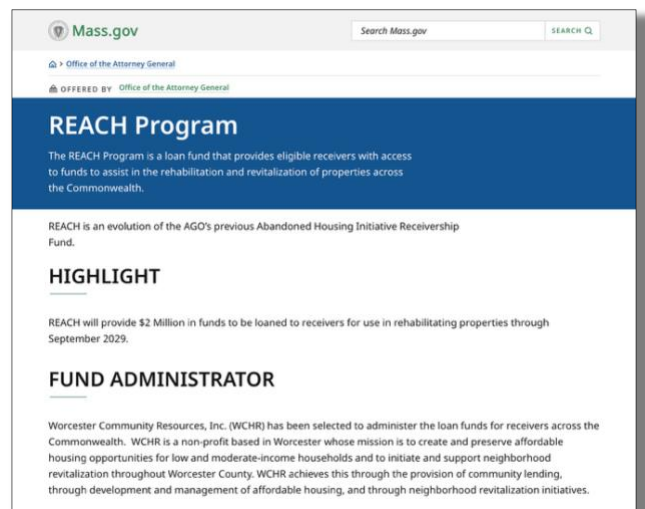 Mass.gov
Search Mass.gov
SEARCH
> Office of the Attorney General
OFFERED BY Office of the Attorney General
REACH Program
The REACH Program is a loan fund that provides eligible receivers with access
to funds to assist in the rehabilitation and revitalization of properties across
the Commonwealth.
REACH is an evolution of the AGO's previous Abandoned Housing Initiative Receivership
Fund.
HIGHLIGHT
REACH will provide $2 Million in funds to be loaned to receivers for use in rehabilitating properties through
September 2029.
FUND ADMINISTRATOR
Worcester Community Resources, Inc. (WCHR) has been selected to administer the loan funds for receivers across the
Commonwealth. WCHR is a non-profit based in Worcester whose mission is to create and preserve affordable
housing opportunities for low and moderate-income households and to initiate and support neighborhood
revitalization throughout Worcester County. WCHR achieves this through the provision of community lending,
through development and management of affordable housing, and through neighborhood revitalization initiatives.